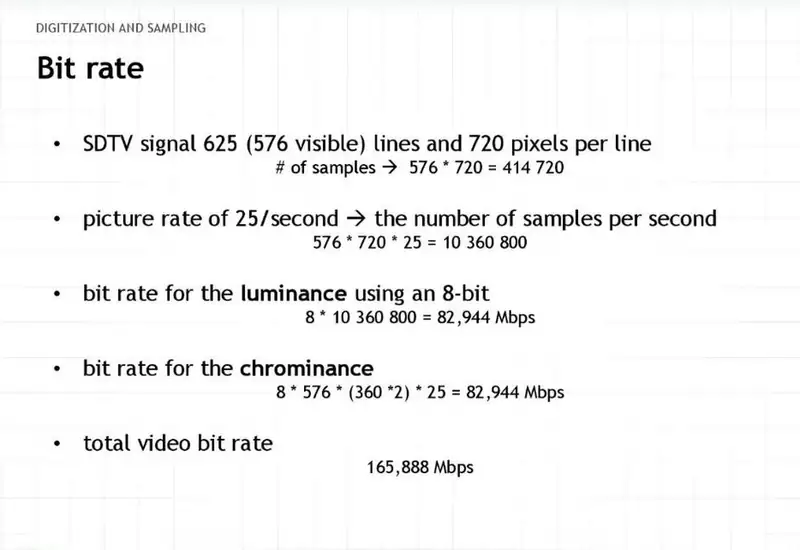 DIGITIZATION AND SAMPLING
Bit rate
• SDTV signal 625 (576 visible) lines and 720 pixels per line
# of samples → 576 * 720 = 414 720
• picture rate of 25/second → the number of samples per second
576 * 720 * 25 = 10 360 800
• bit rate for the luminance using an 8-bit
8 * 10 360 800 = 82,944 Mbps
• bit rate for the chrominance
8 * 576 * (360 *2) * 25 = 82,944 Mbps
• total video bit rate
165,888 Mbps